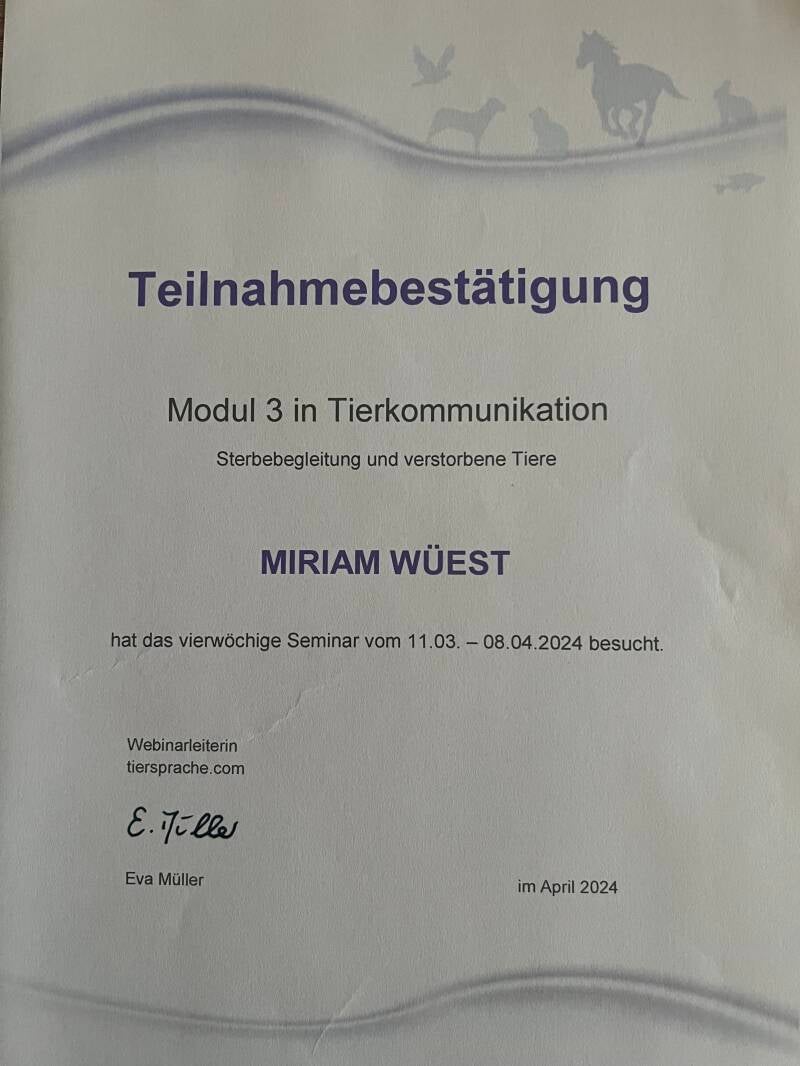 Teilnahmebestätigung
Modul 3 in Tierkommunikation
Sterbebegleitung und verstorbene Tiere
MIRIAM WÜEST
hat das vierwöchige Seminar vom 11.03. – 08.04.2024 besucht.
Webinarleiterin
tiersprache.com
E. Müller
Eva Müller
im April 2024